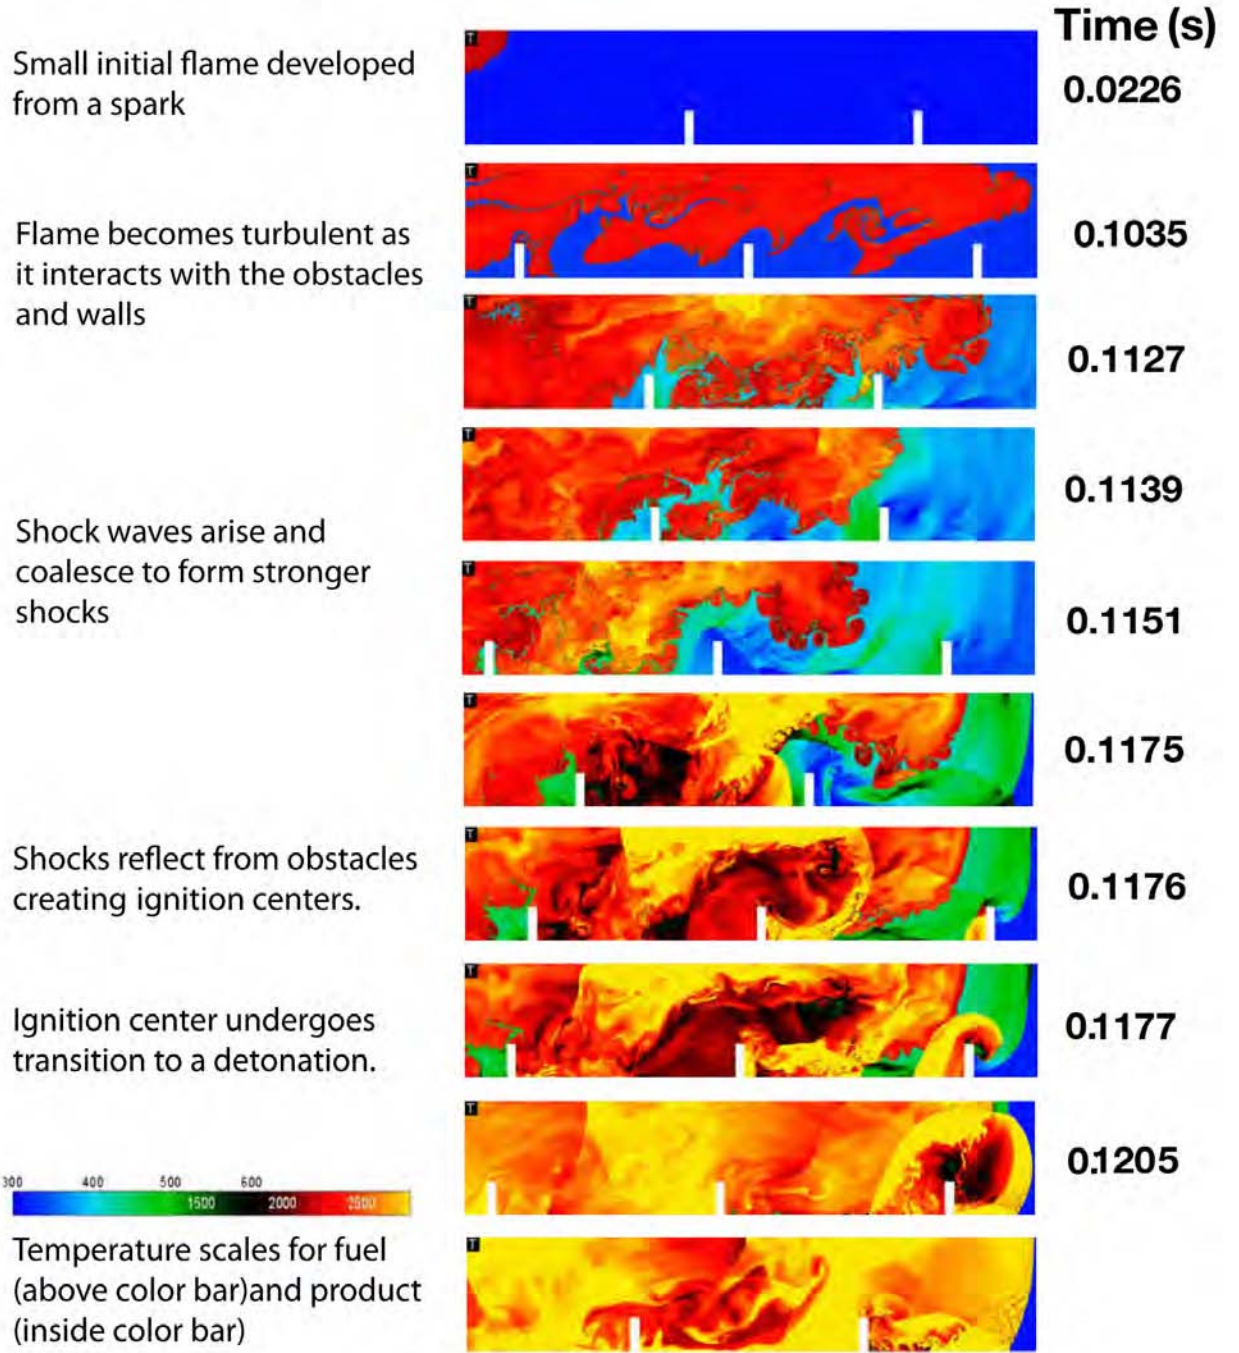 Time (s)
Small initial flame developed
from a spark
T
0.0226
T
Flame becomes turbulent as
it interacts with the obstacles
and walls
0.1035
T
0.1127
T
0.1139
Shock waves arise and
coalesce to form stronger
shocks
T
0.1151
T
0.1175
T
Shocks reflect from obstacles
creating ignition centers.
0.1176
T
Ignition center undergoes
transition to a detonation.
0.1177
T
0.1205
300 400 500 600
1500 2000 2500
T
Temperature scales for fuel
(above color bar)and product
(inside color bar)